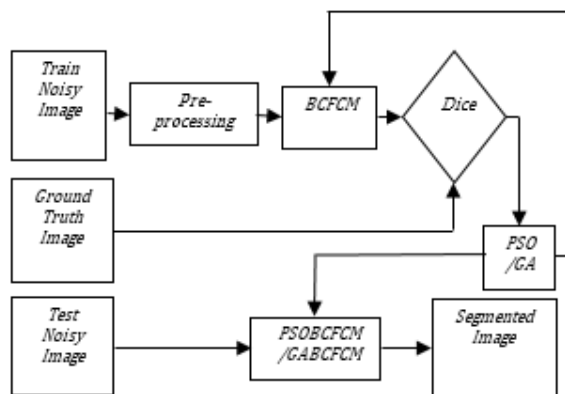 Train
Noisy
Image
Pre-
processing
BCFCM
Dice
Ground
Truth
Image
PSO
/GA
Test
Noisy
Image
PSOBCFCM
/GABCFCM
Segmented
Image